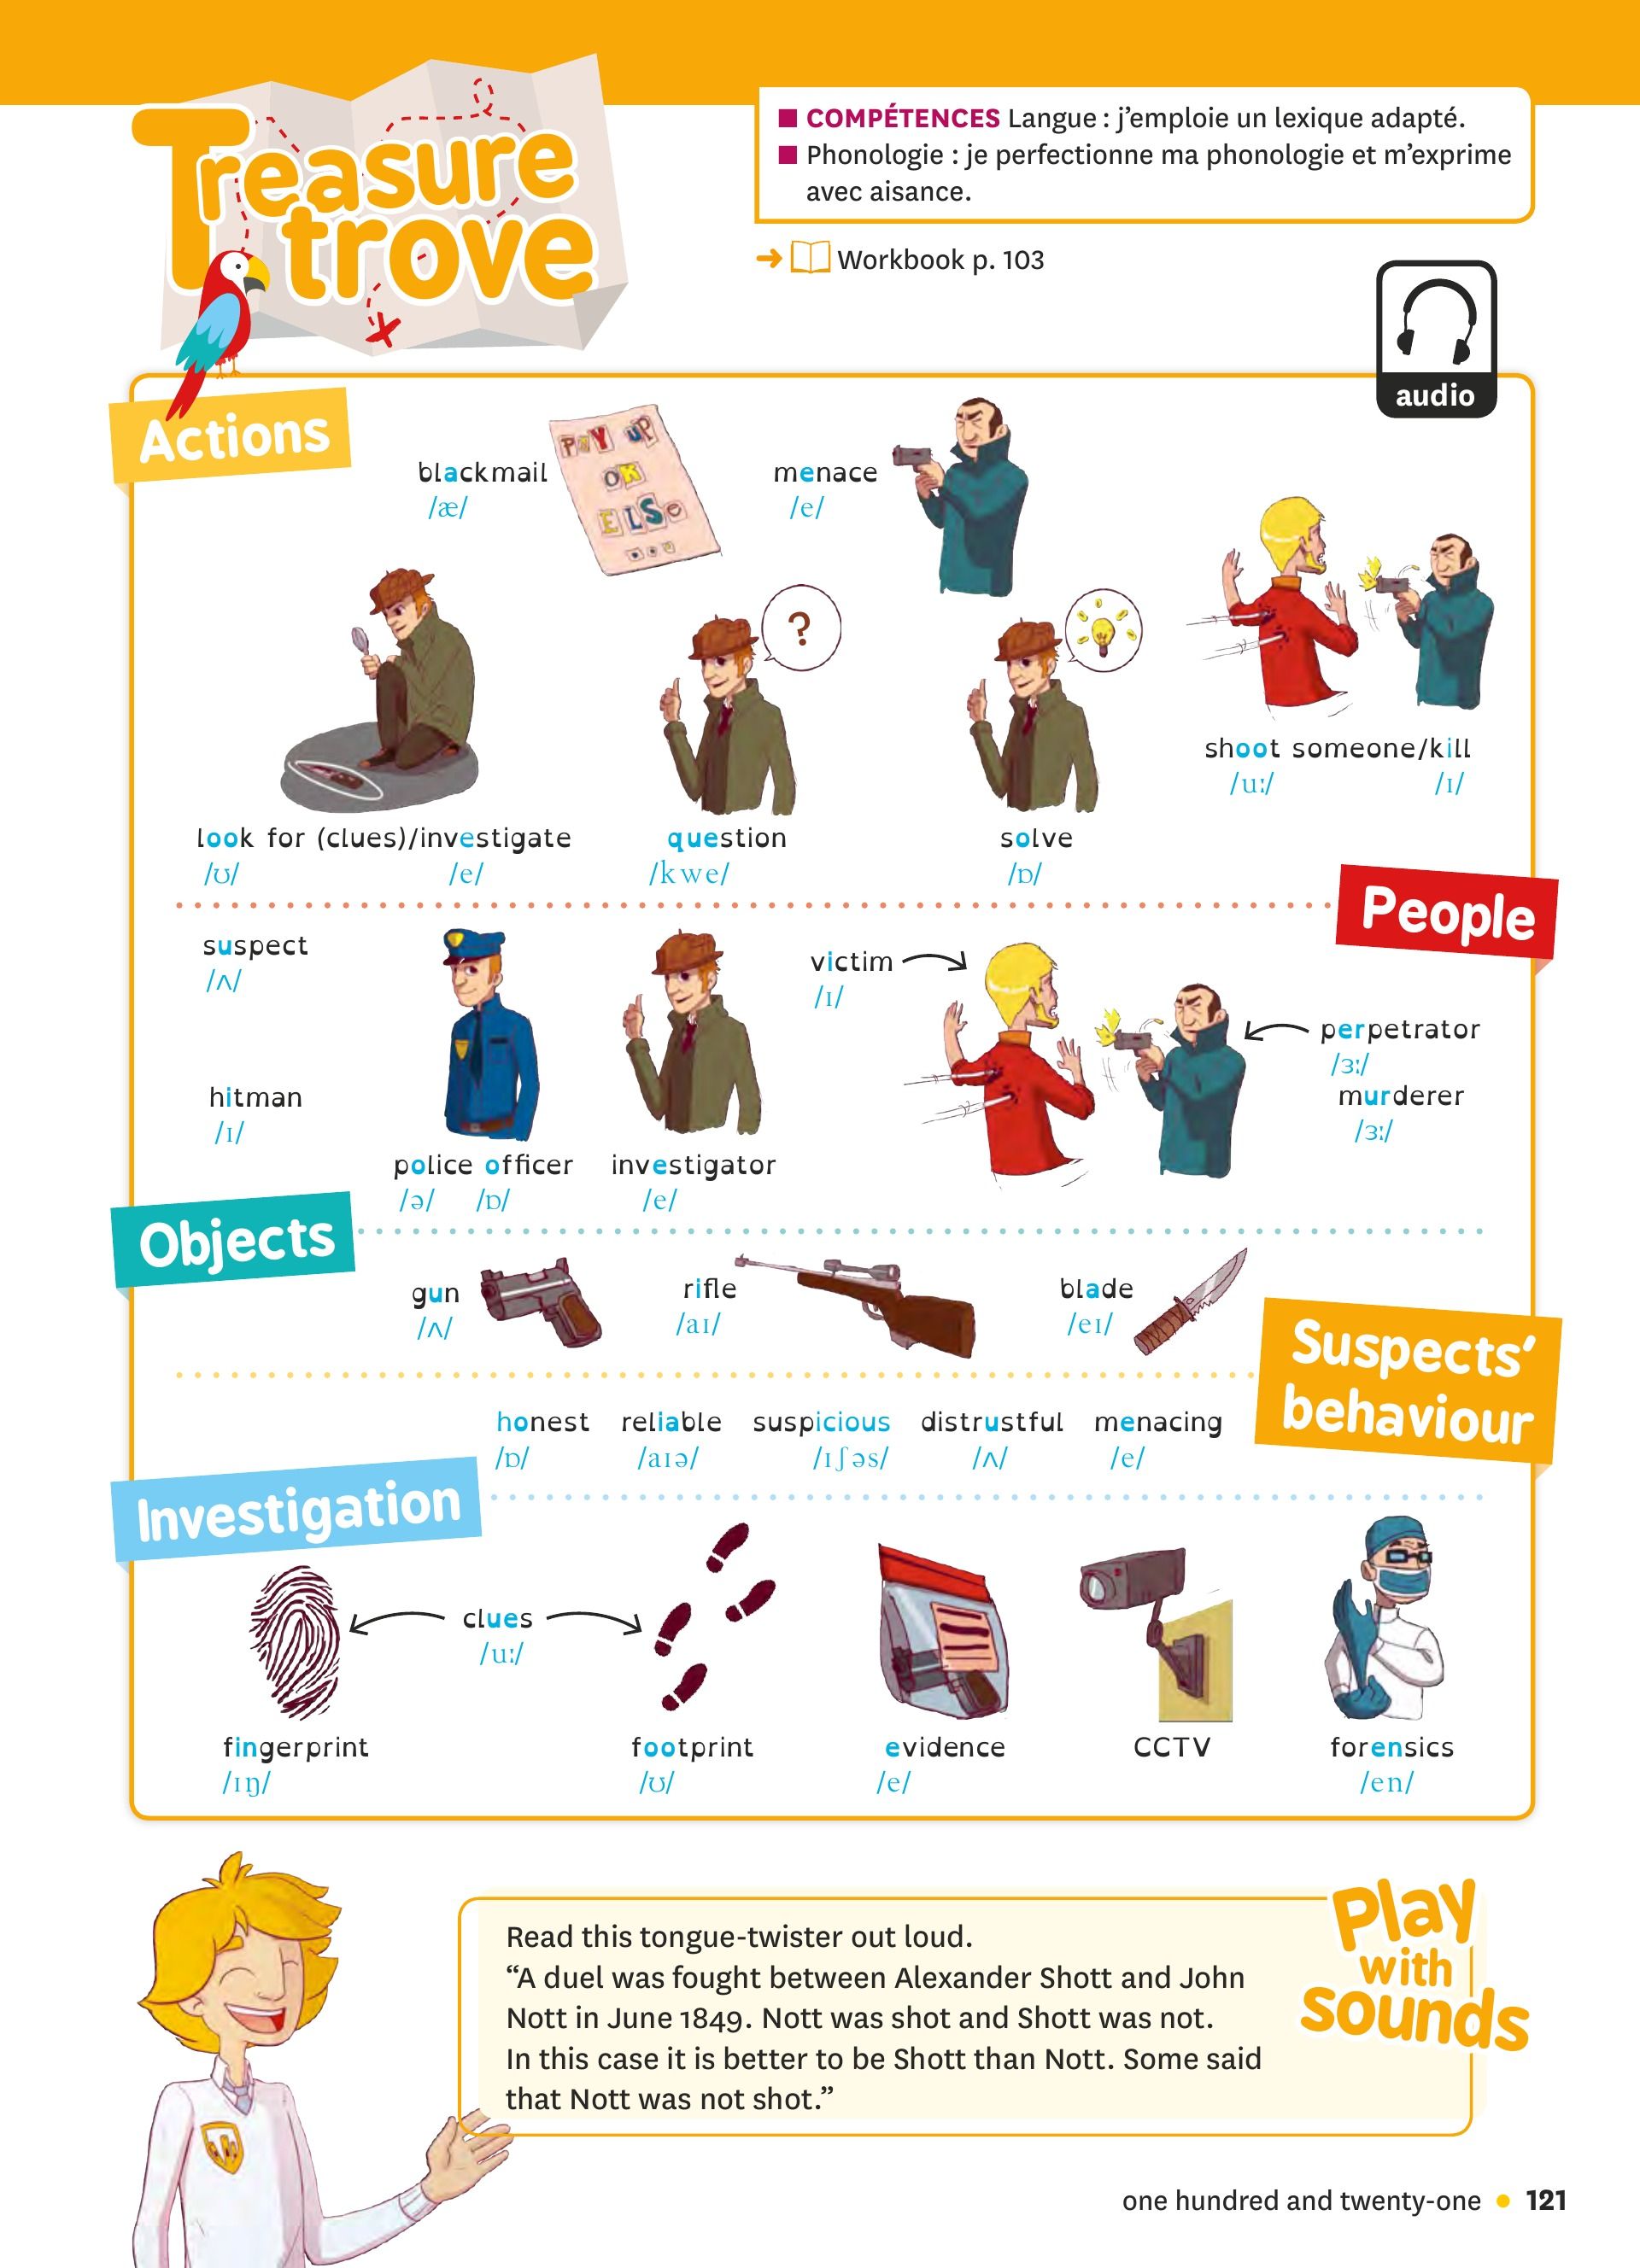 Treasure
trove
■ COMPÉTENCES Langue : j'emploie un lexique adapté.
■ Phonologie : je perfectionne ma phonologie et m'exprime
avec aisance.
➔ Workbook p. 103
audio
Actions
blackmail
/æ/
PAY UP
OR
ELSe
...
menace
/e/
?
look for (clues)/investigate
/ʊ/ /e/
question
/kwe/
solve
/ɒ/
shoot someone/kill
/uː/ /ɪ/
People
suspect
/ʌ/
hitman
/ɪ/
police officer
/ə/ /ɒ/
investigator
/e/
victim
/ɪ/
perpetrator
/ɜː/
murderer
/ɜː/
Objects
gun
/ʌ/
rifle
/aɪ/
blade
/eɪ/
Suspects'
behaviour
honest reliable suspicious distrustful menacing
/ɒ/ /aɪə/ /ɪʃəs/ /ʌ/ /e/
Investigation
clues
/uː/
fingerprint
/ɪŋ/
footprint
/ʊ/
evidence
/e/
CCTV
forensics
/en/
Play
with
sounds
Read this tongue-twister out loud.
“A duel was fought between Alexander Shott and John
Nott in June 1849. Nott was shot and Shott was not.
In this case it is better to be Shott than Nott. Some said
that Nott was not shot.”
one hundred and twenty-one • 121